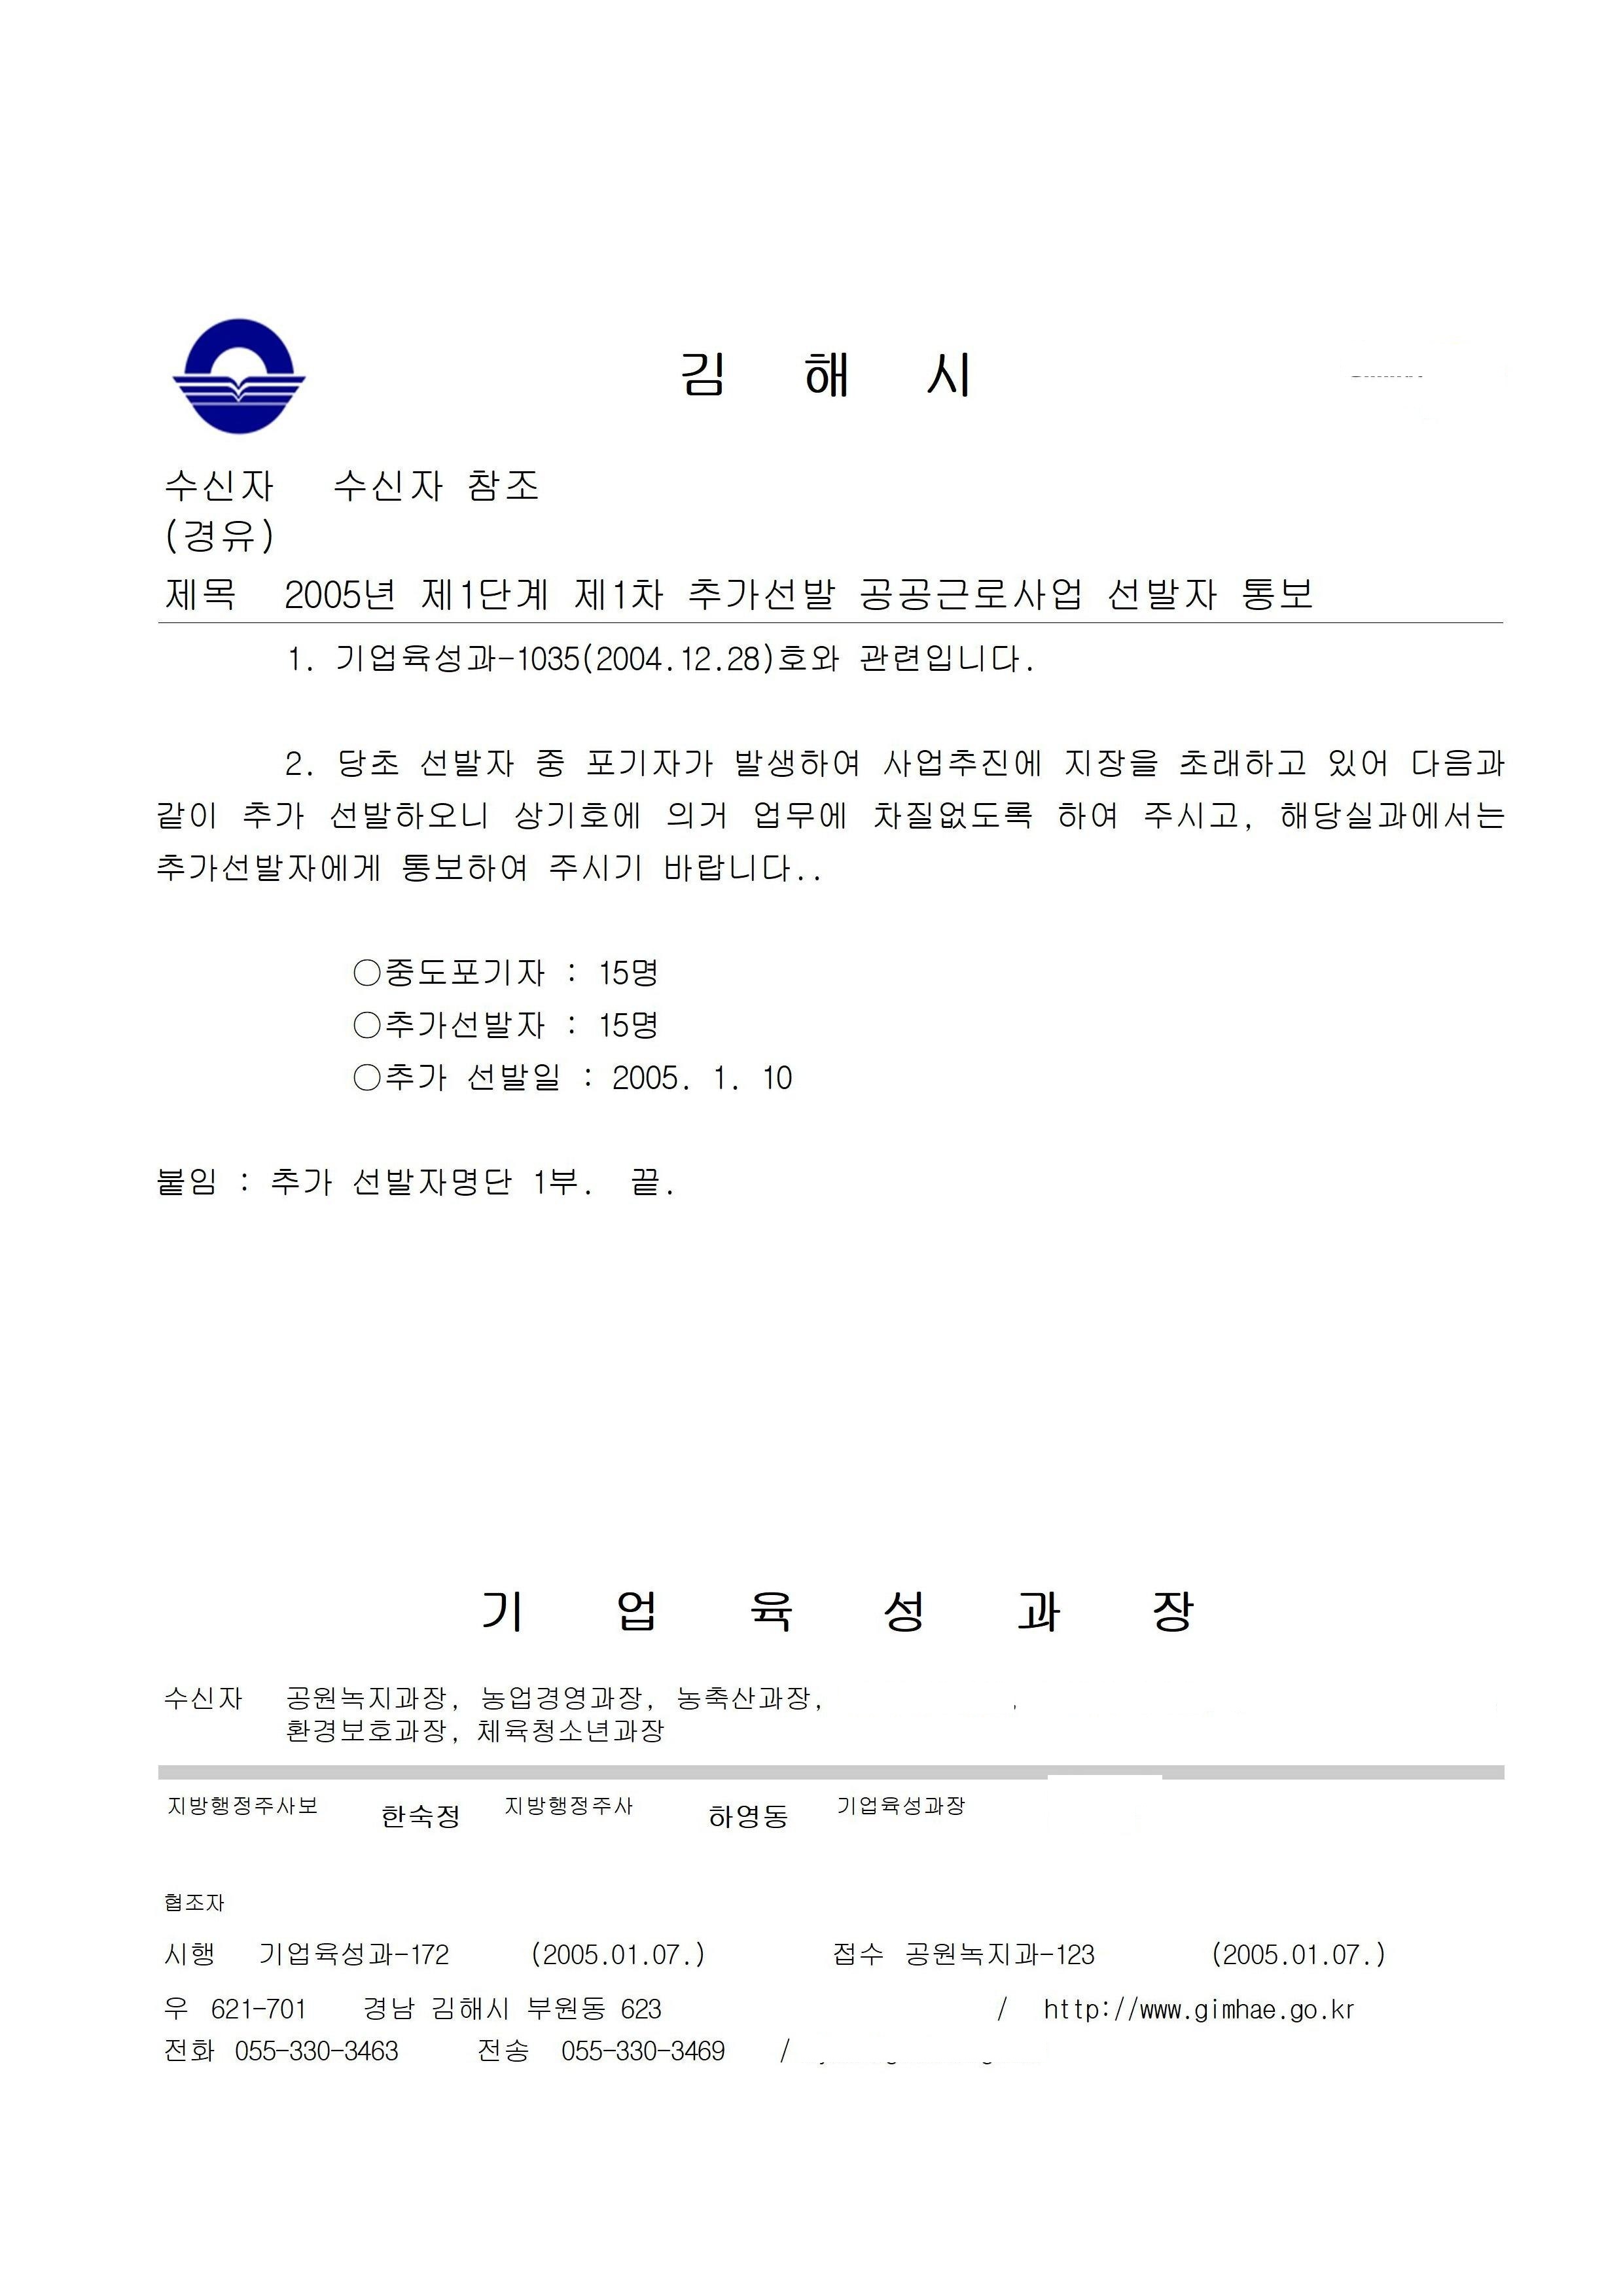 김 해 시
수신자 수신자 참조
(경유)
제목 2005년 제1단계 제1차 추가선발 공공근로사업 선발자 통보
1. 기업육성과-1035(2004.12.28)호와 관련입니다.
2. 당초 선발자 중 포기자가 발생하여 사업추진에 지장을 초래하고 있어 다음과
같이 추가 선발하오니 상기호에 의거 업무에 차질없도록 하여 주시고, 해당실과에서는
추가선발자에게 통보하여 주시기 바랍니다..
○중도포기자 : 15명
○추가선발자 : 15명
○추가 선발일 : 2005. 1. 10
붙임 : 추가 선발자명단 1부. 끝.
기 업 육 성 과 장
수신자 공원녹지과장, 농업경영과장, 농축산과장,
환경보호과장, 체육청소년과장
지방행정주사보 한숙정 지방행정주사 하영동 기업육성과장
협조자
시행 기업육성과-172 (2005.01.07.) 접수 공원녹지과-123 (2005.01.07.)
우 621-701 경남 김해시 부원동 623 / http://www.gimhae.go.kr
전화 055-330-3463 전송 055-330-3469 /